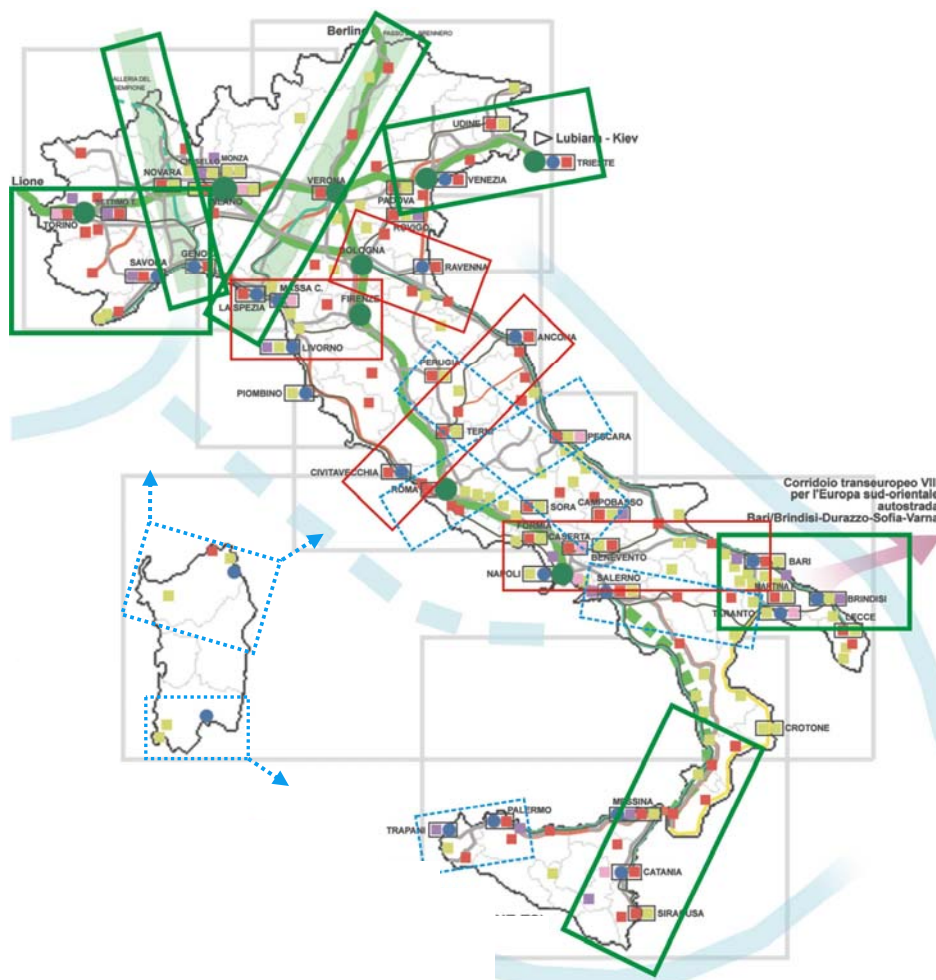 Berlino
PASSO DEL BRENNERO
GALLERIA DEL
SEMPIONE
UDINE
Lubiana - Kiev
TRIESTE
MONZA
NOVARA
MILANO
VERONA
PADOVA
VENEZIA
Lione
TORINO
ROVIGO
SAVONA
GENOVA
BOLOGNA
RAVENNA
MASSA C.
LA SPEZIA
FIRENZE
LIVORNO
ANCONA
PERUGIA
PIOMBINO
TERNI
PESCARA
CIVITAVECCHIA
ROMA
Corridoio transeuropeo VIII
per l'Europa sud-orientale
autostrada
Bari/Brindisi-Durazzo-Sofia-Varna
SORA
CAMPOBASSO
FORMIA
CASERTA
BENEVENTO
BARI
NAPOLI
SALERNO
MARTINA F.
BRINDISI
TARANTO
LECCE
CROTONE
MESSINA
PALERMO
TRAPANI
CATANIA
SIRACUSA